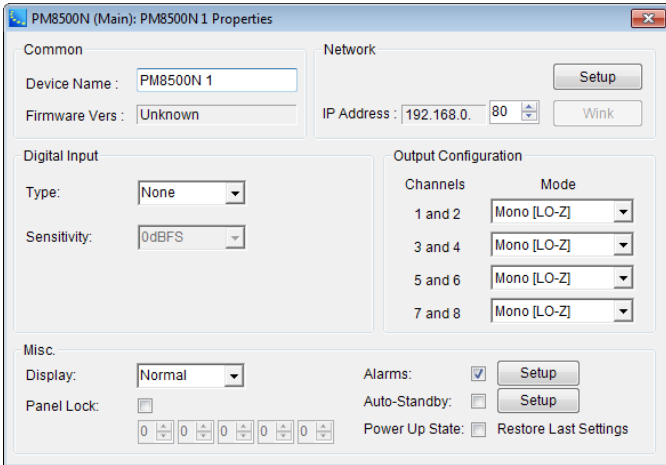 PM8500N (Main): PM8500N 1 Properties
Common
Device Name :
PM8500N 1
Firmware Vers :
Unknown
Network
Setup
IP Address :
192.168.0.
80
Wink
Digital Input
Type:
None
Sensitivity:
0dBFS
Output Configuration
Channels
Mode
1 and 2
Mono [LO-Z]
3 and 4
Mono [LO-Z]
5 and 6
Mono [LO-Z]
7 and 8
Mono [LO-Z]
Misc.
Display:
Normal
Panel Lock:
0 0 0 0 0
Alarms:
Setup
Auto-Standby:
Setup
Power Up State:
Restore Last Settings